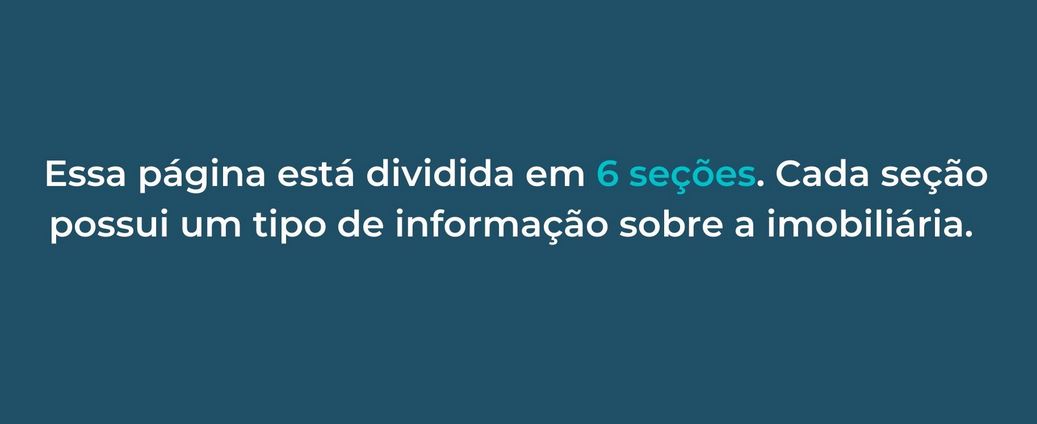 Essa página está dividida em 6 seções. Cada seção
possui um tipo de informação sobre a imobiliária.